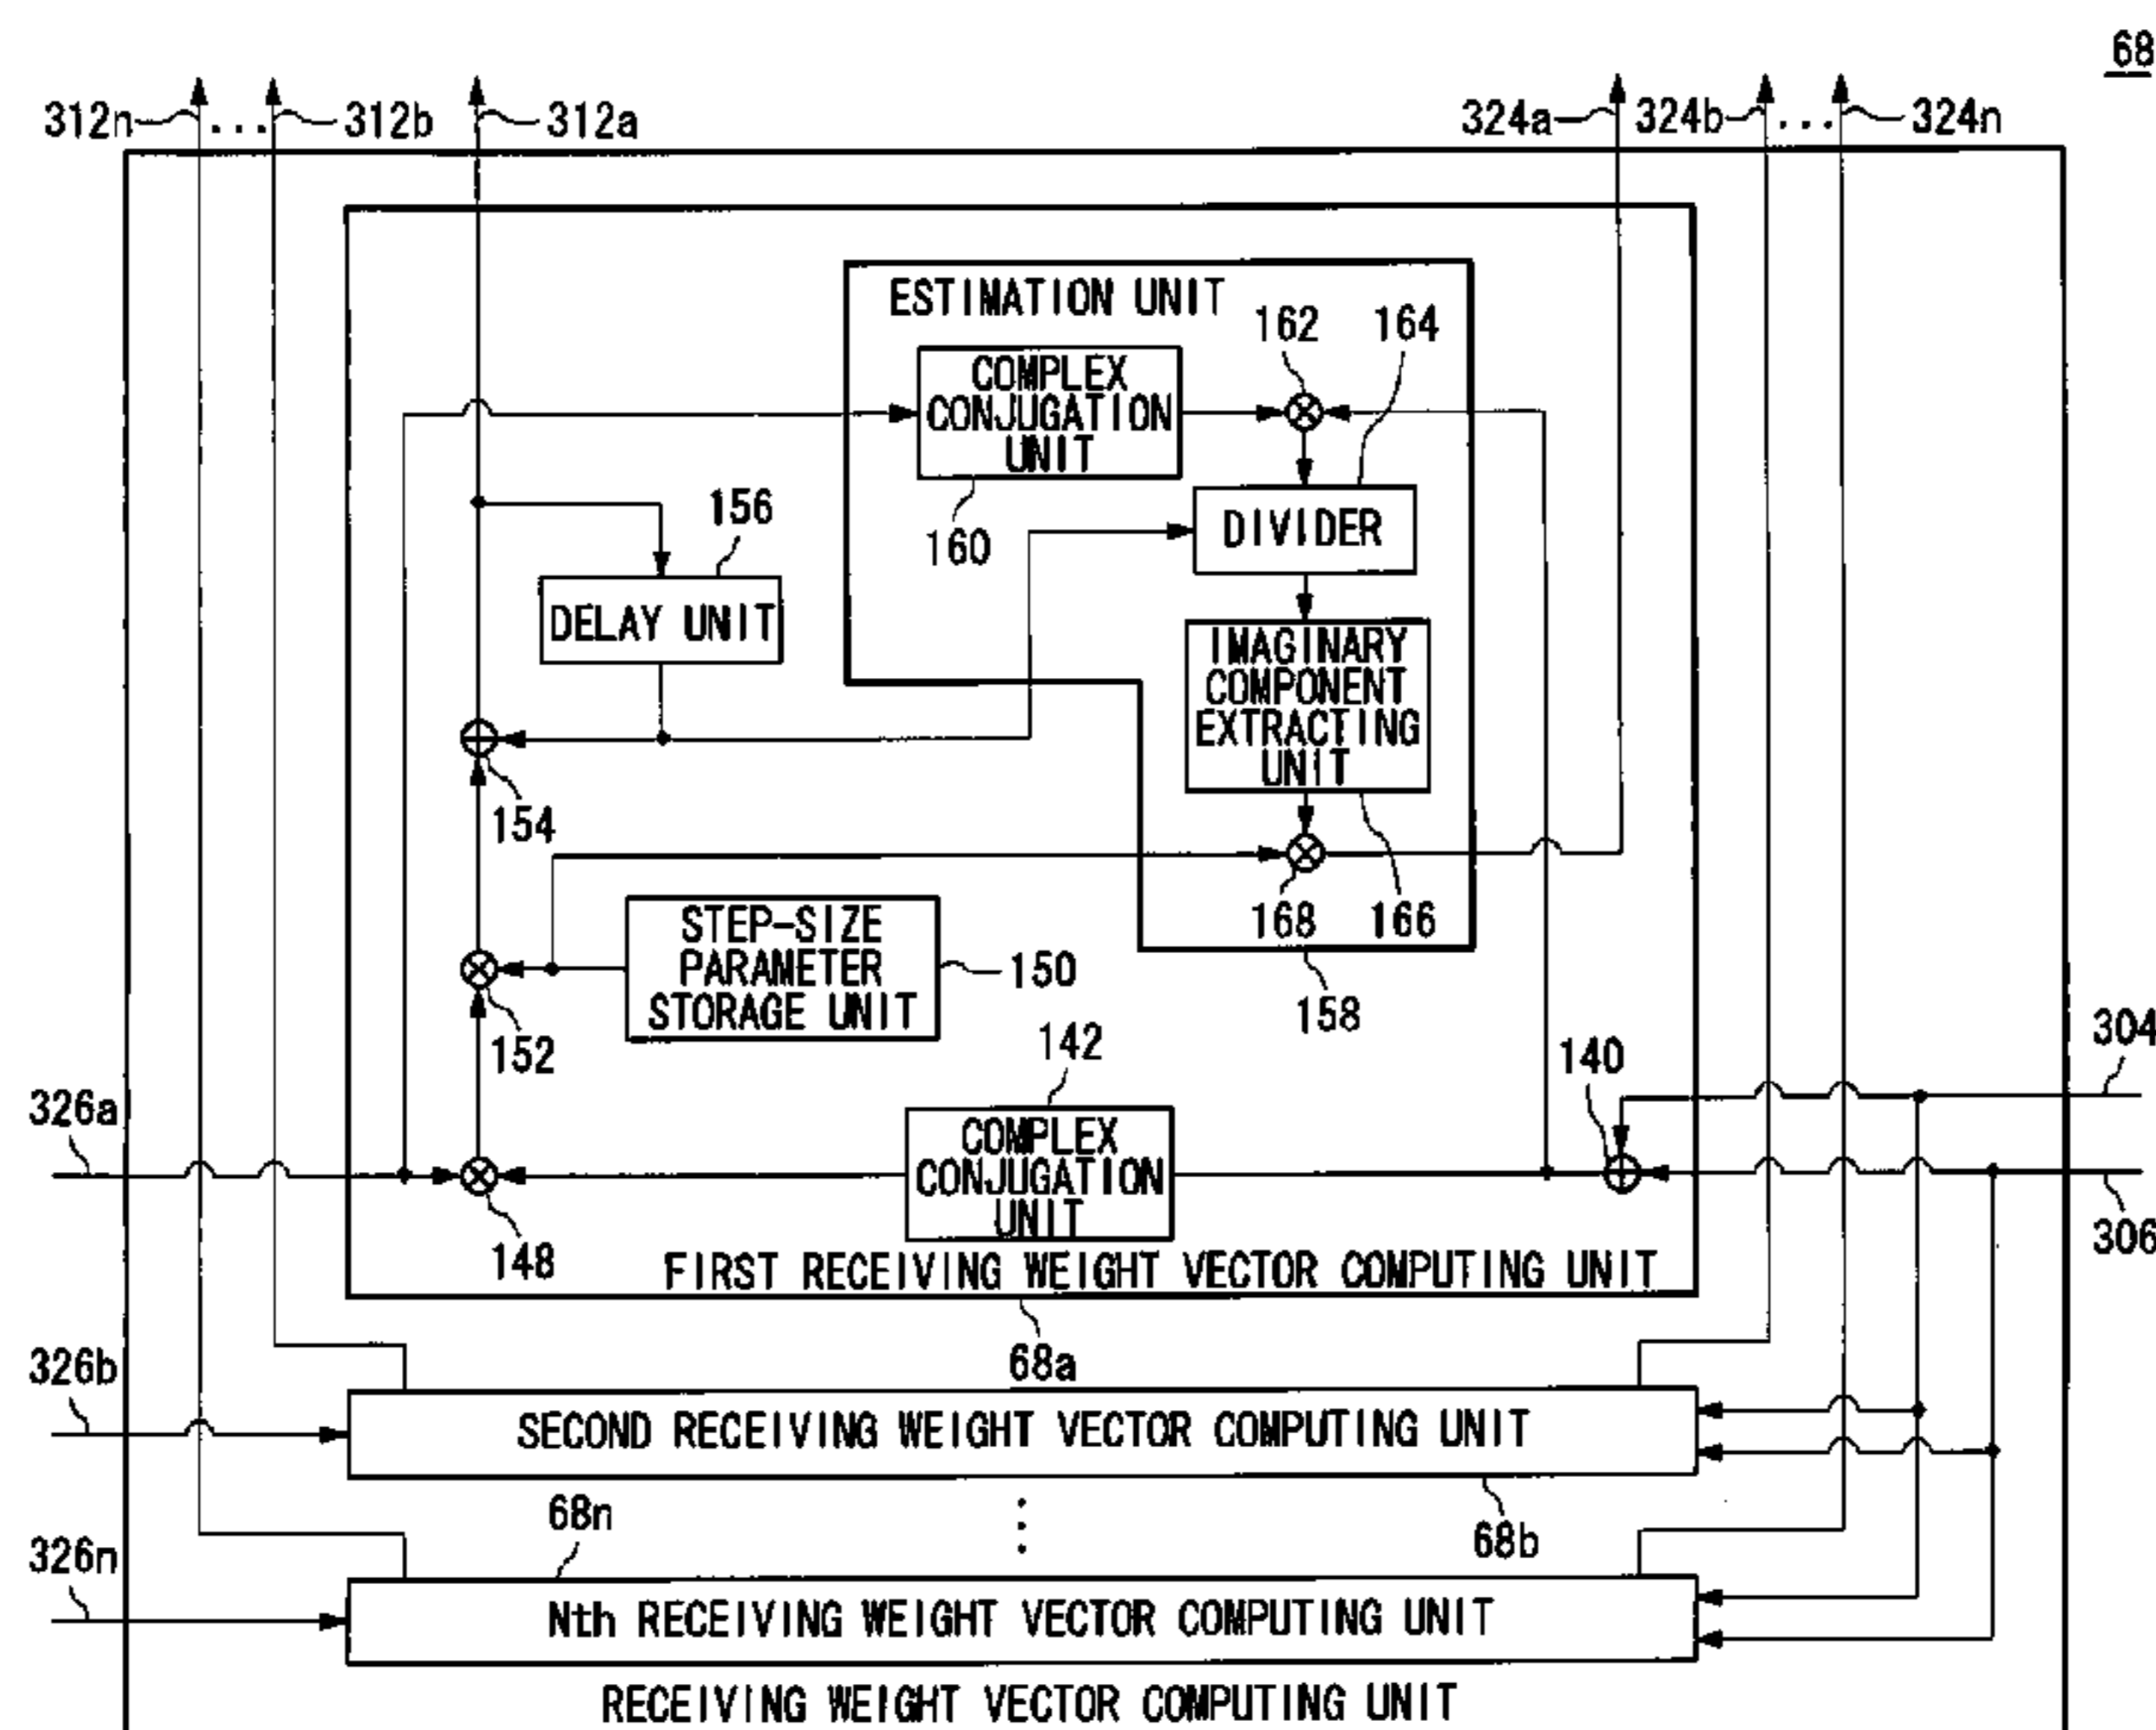 68
312n ... 312b 312a 324a 324b ... 324n
ESTIMATION UNIT
162 164
COMPLEX
CONJUGATION
UNIT
160
156
DIVIDER
DELAY UNIT
IMAGINARY
COMPONENT
EXTRACTING
UNIT
154
168 166
STEP-SIZE
PARAMETER
STORAGE UNIT
150
158
152
142
140
304
326a
COMPLEX
CONJUGATION
UNIT
148
306
FIRST RECEIVING WEIGHT VECTOR COMPUTING UNIT
68a
326b
SECOND RECEIVING WEIGHT VECTOR COMPUTING UNIT
68n
68b
326n
Nth RECEIVING WEIGHT VECTOR COMPUTING UNIT
RECEIVING WEIGHT VECTOR COMPUTING UNIT